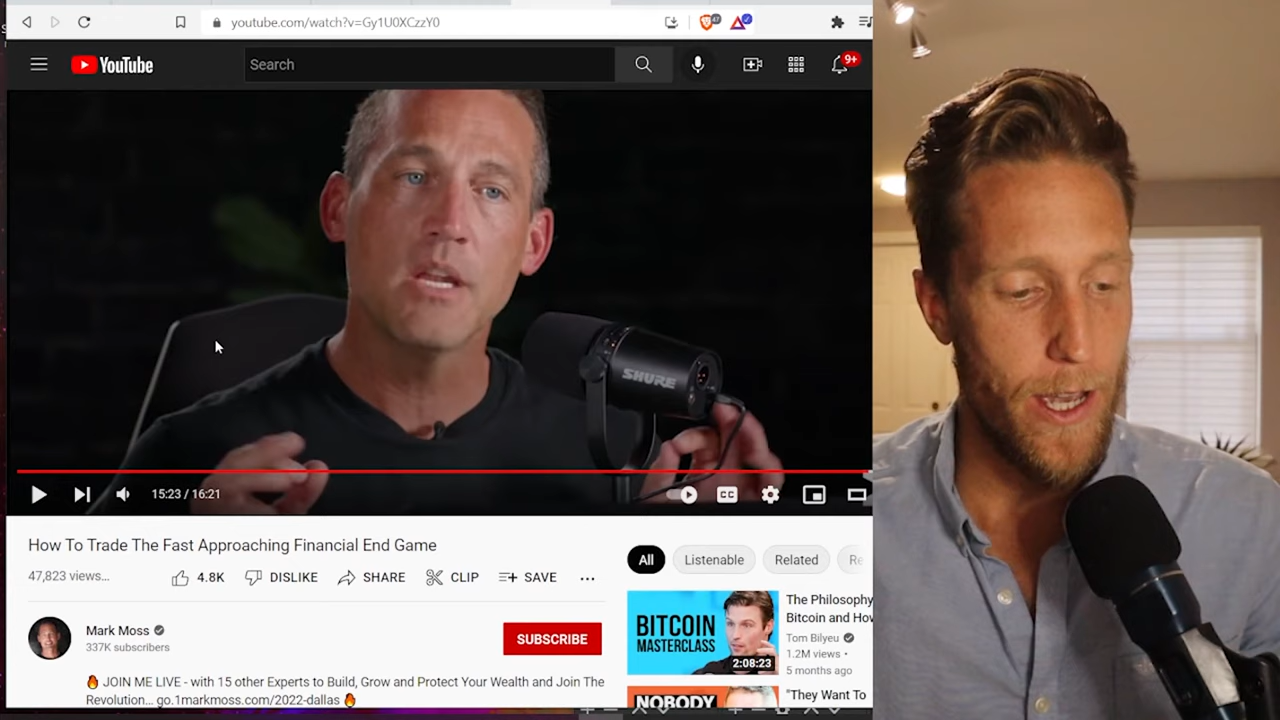 youtube.com/watch?v=Gy1U0XCzzY0
47
YouTube
Search
9+
SHURE
15:23 / 16:21
CC
How To Trade The Fast Approaching Financial End Game
47,823 views...
4.8K
DISLIKE
SHARE
CLIP
SAVE
...
Mark Moss
337K subscribers
SUBSCRIBE
🔥 JOIN ME LIVE - with 15 other Experts to Build, Grow and Protect Your Wealth and Join The
Revolution... go.1markmoss.com/2022-dallas 🔥
All
Listenable
Related
Re
BITCOIN
MASTERCLASS
2:08:23
The Philosophy
Bitcoin and How
Tom Bilyeu
1.2M views •
5 months ago
NOBODY
"They Want To